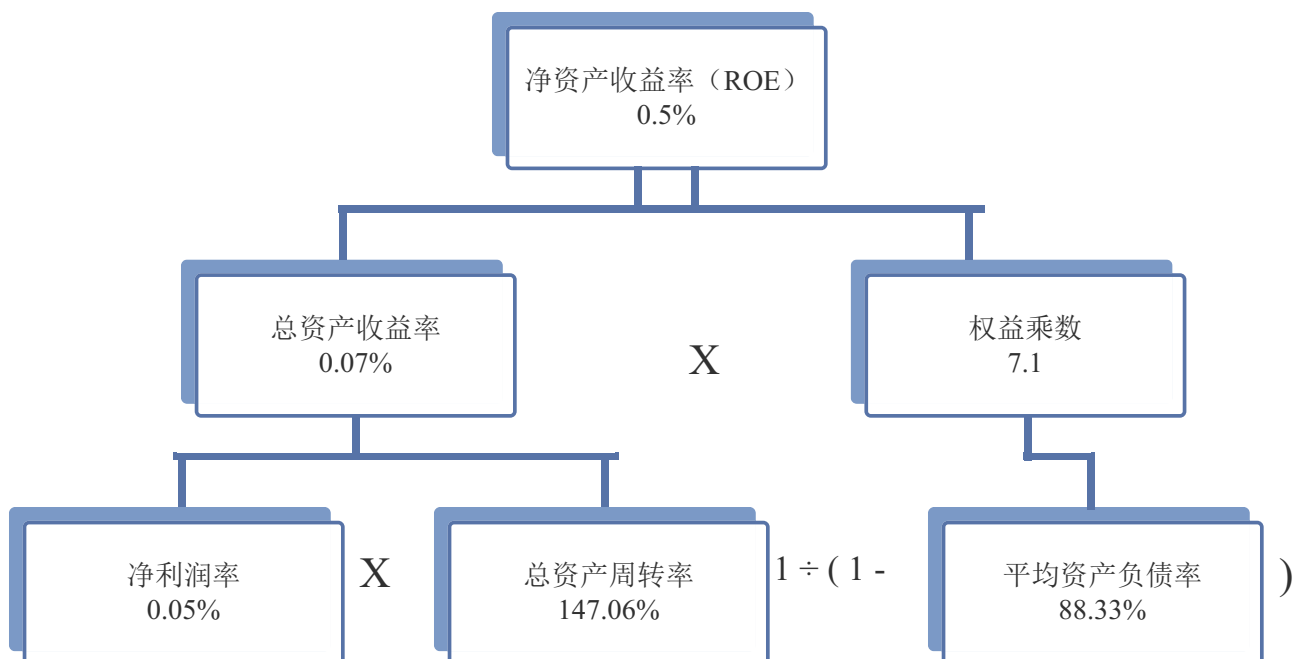 净资产收益率（ROE）
0.5%
总资产收益率
0.07%
X
权益乘数
7.1
净利润率
0.05%
X
总资产周转率
147.06%
1 ÷ ( 1 -
平均资产负债率
88.33%
)